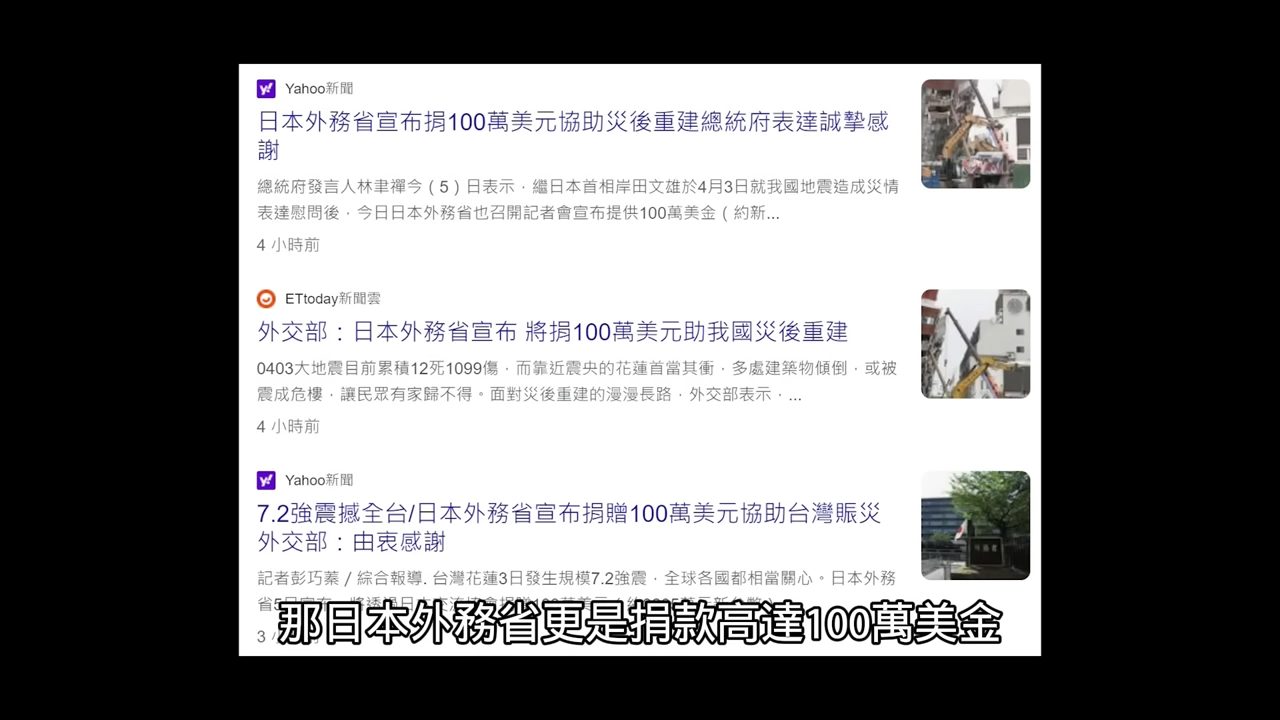 Yahoo新聞
日本外務省宣布捐100萬美元協助災後重建總統府表達誠摯感
謝
總統府發言人林聿禪今（5）日表示，繼日本首相岸田文雄於4月3日就我國地震造成災情
表達慰問後，今日日本外務省也召開記者會宣布提供100萬美金（約新...
4 小時前
ETtoday新聞雲
外交部：日本外務省宣布 將捐100萬美元助我國災後重建
0403大地震目前累積12死1099傷，而靠近震央的花蓮首當其衝，多處建築物傾倒，或被
震成危樓，讓民眾有家歸不得。面對災後重建的漫漫長路，外交部表示，...
4 小時前
Yahoo新聞
7.2強震撼全台/日本外務省宣布捐贈100萬美元協助台灣賑災
外交部：由衷感謝
記者彭巧蓁／綜合報導. 台灣花蓮3日發生規模7.2強震，全球各國都相當關心。日本外務
省5日宣布，將透過日本
那日本外務省更是捐款高達100萬美金
3